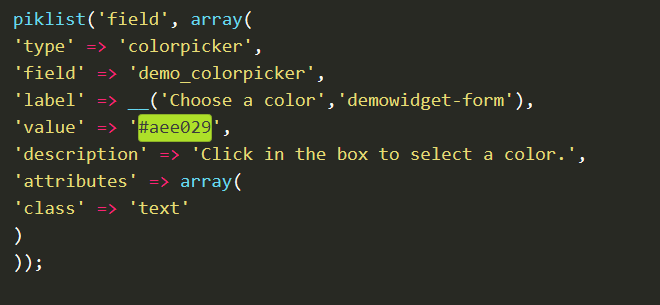 piklist('field', array(
'type' => 'colorpicker',
'field' => 'demo_colorpicker',
'label' => __('Choose a color','demowidget-form'),
'value' => '#aee029',
'description' => 'Click in the box to select a color.',
'attributes' => array(
'class' => 'text'
)
));